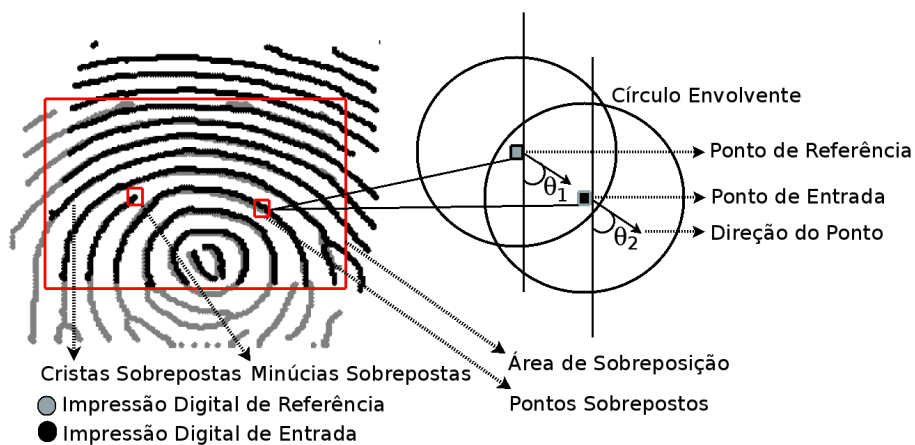 Círculo Envolvente
Ponto de Referência
θ1
Ponto de Entrada
θ2
Direção do Ponto
Área de Sobreposição
Cristas Sobrepostas Minúcias Sobrepostas
Pontos Sobrepostos
Impressão Digital de Referência
Impressão Digital de Entrada